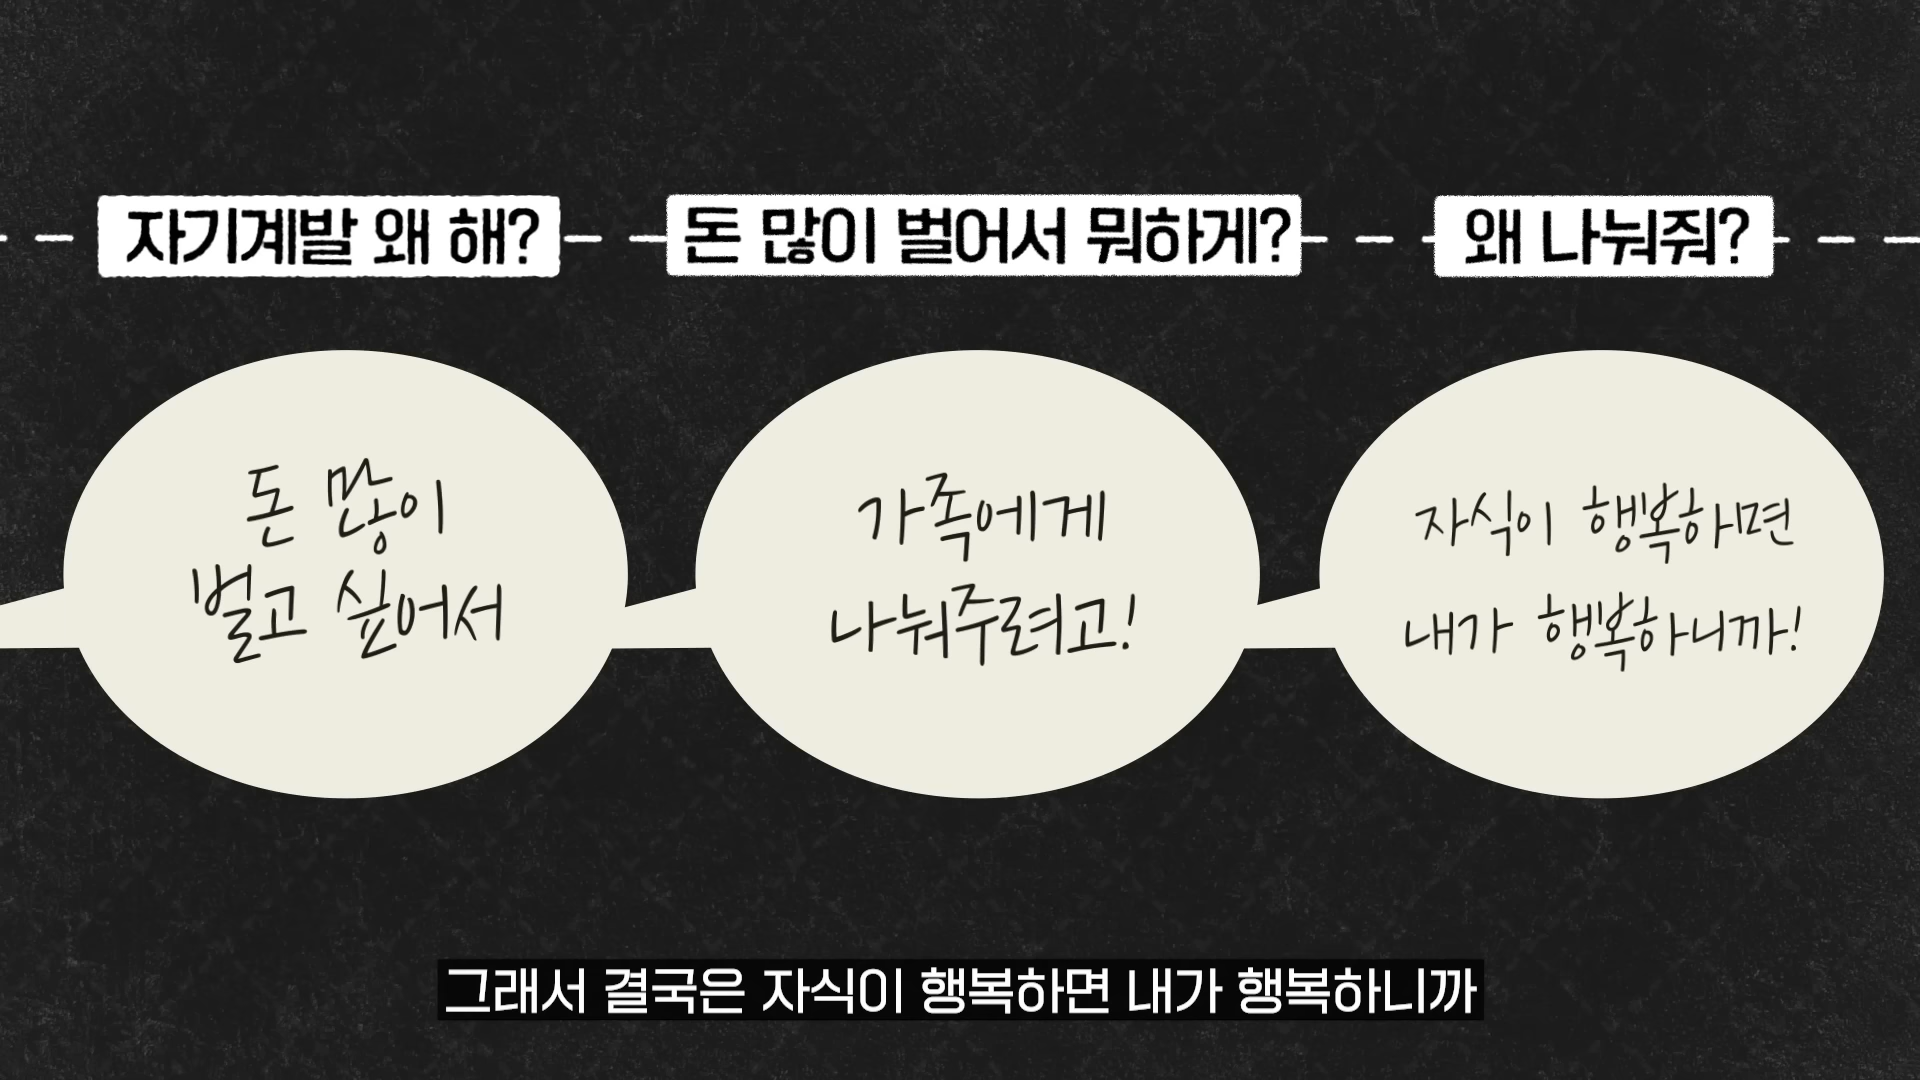 자기계발 왜 해?
돈 많이 벌어서 뭐하게?
왜 나눠줘?
돈 많이
벌고 싶어서
가족에게
나눠주려고!
자식이 행복하면
내가 행복하니까!
그래서 결국은 자식이 행복하면 내가 행복하니까